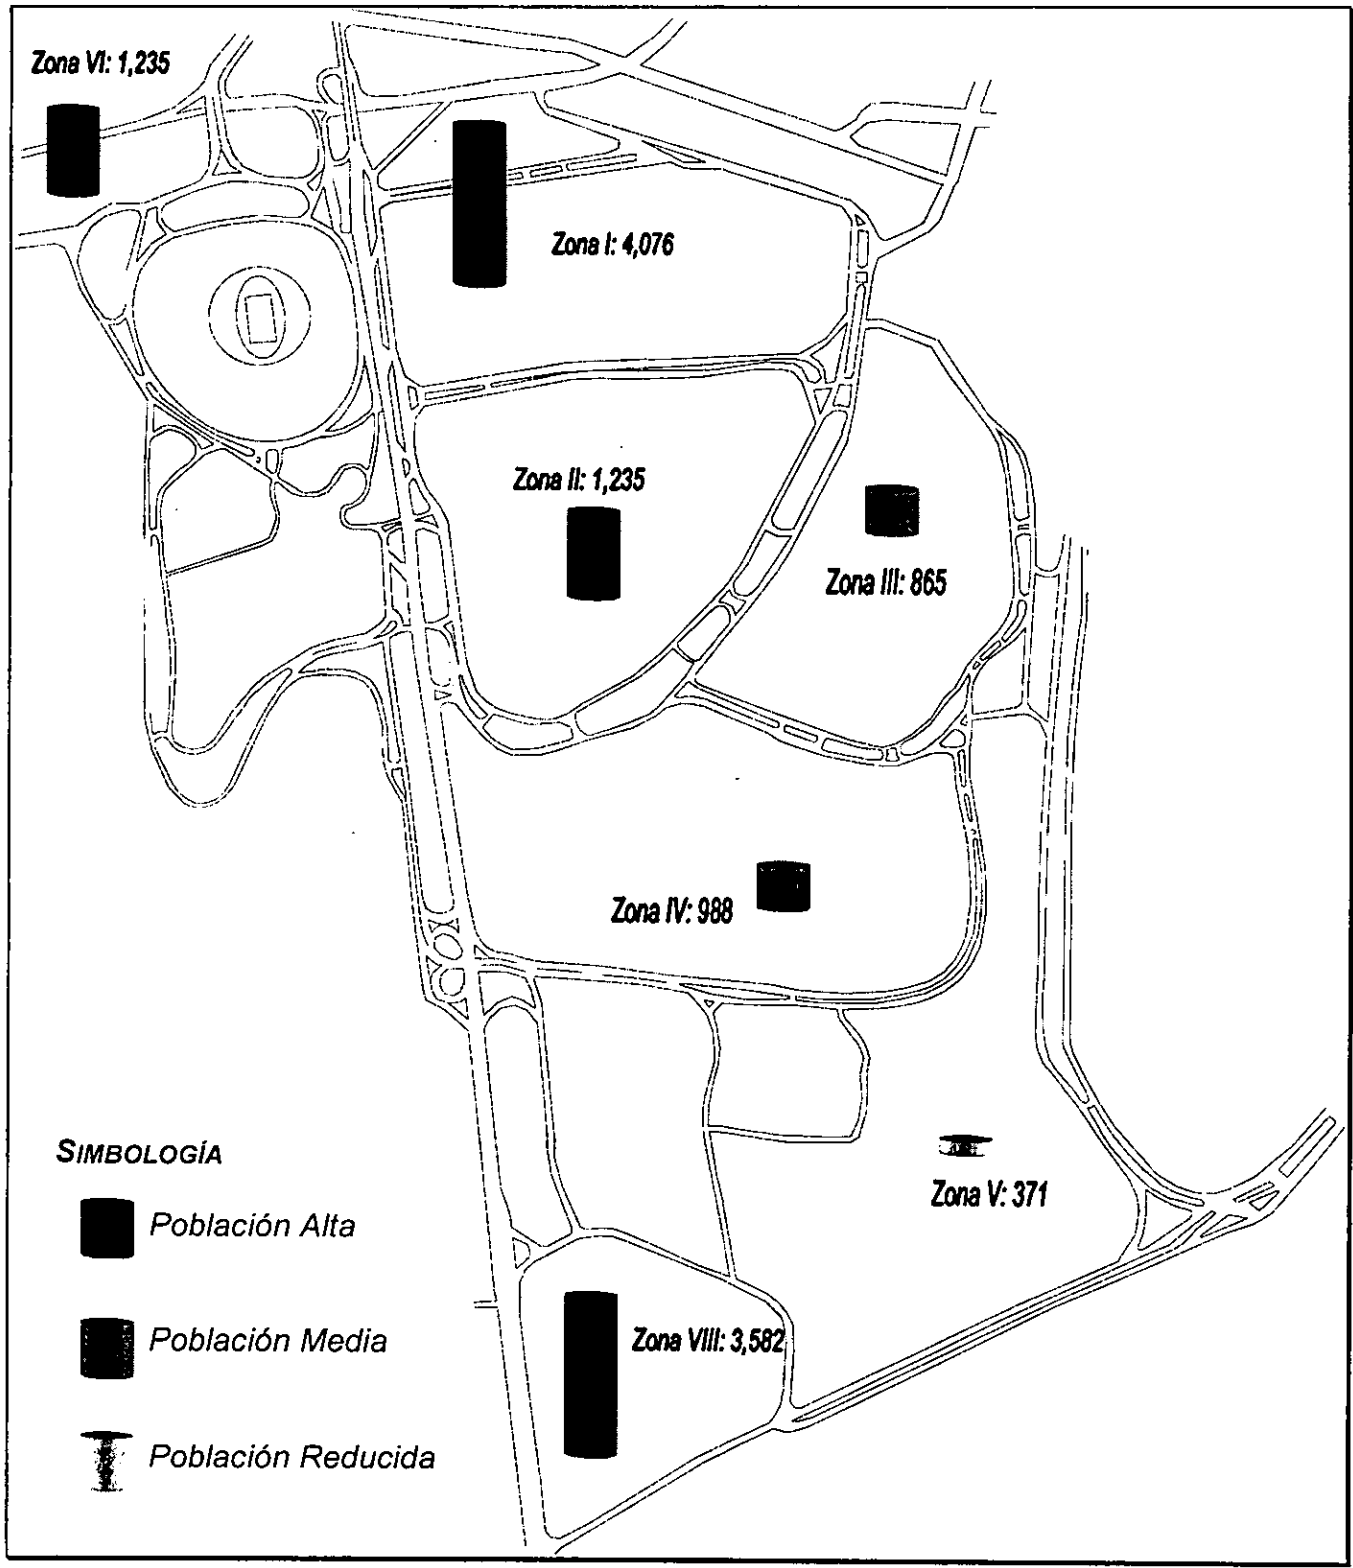 Zona VI: 1,235
Zona I: 4,076
Zona II: 1,235
Zona III: 865
Zona IV: 988
Zona V: 371
Zona VIII: 3,582
SIMBOLOGÍA
Población Alta
Población Media
Población Reducida